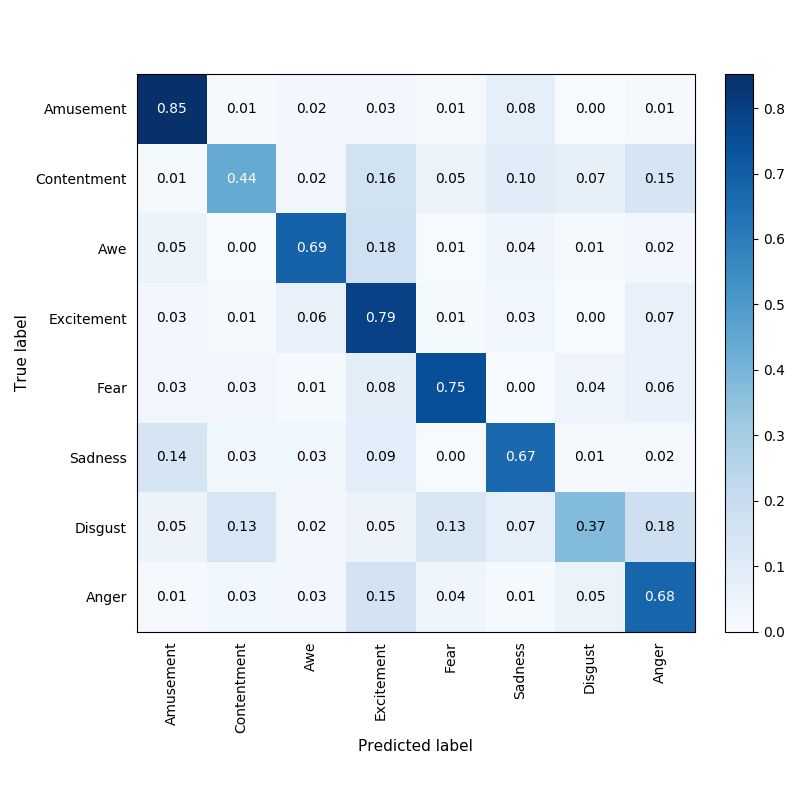 Amusement 0.85 0.01 0.02 0.03 0.01 0.08 0.00 0.01
Contentment 0.01 0.44 0.02 0.16 0.05 0.10 0.07 0.15
Awe 0.05 0.00 0.69 0.18 0.01 0.04 0.01 0.02
Excitement 0.03 0.01 0.06 0.79 0.01 0.03 0.00 0.07
Fear 0.03 0.03 0.01 0.08 0.75 0.00 0.04 0.06
Sadness 0.14 0.03 0.03 0.09 0.00 0.67 0.01 0.02
Disgust 0.05 0.13 0.02 0.05 0.13 0.07 0.37 0.18
Anger 0.01 0.03 0.03 0.15 0.04 0.01 0.05 0.68
True label
Amusement Contentment Awe Excitement Fear Sadness Disgust Anger
Predicted label
0.8
0.7
0.6
0.5
0.4
0.3
0.2
0.1
0.0